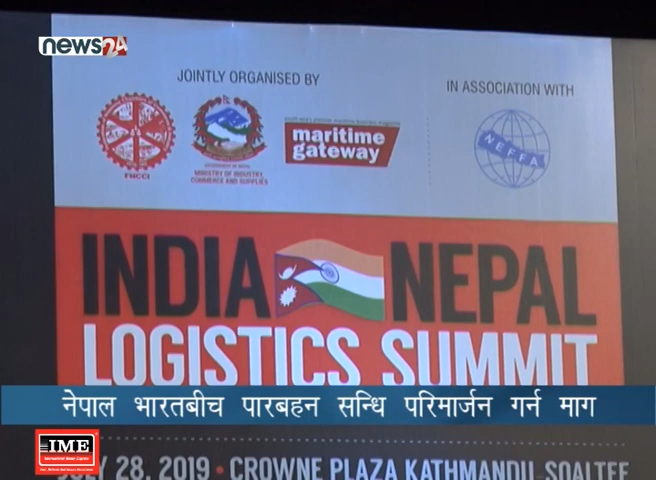 news24
JOINTLY ORGANISED BY
IN ASSOCIATION WITH
FNCCI
MINISTRY OF INDUSTRY,
COMMERCE AND SUPPLIES
maritime
gateway
NEFFA
INDIA NEPAL
LOGISTICS SUMMIT
नेपाल भारतबीच पारबहन सन्धि परिमार्जन गर्न माग
IME
JULY 28, 2019 • CROWNE PLAZA KATHMANDU, SOALTEE